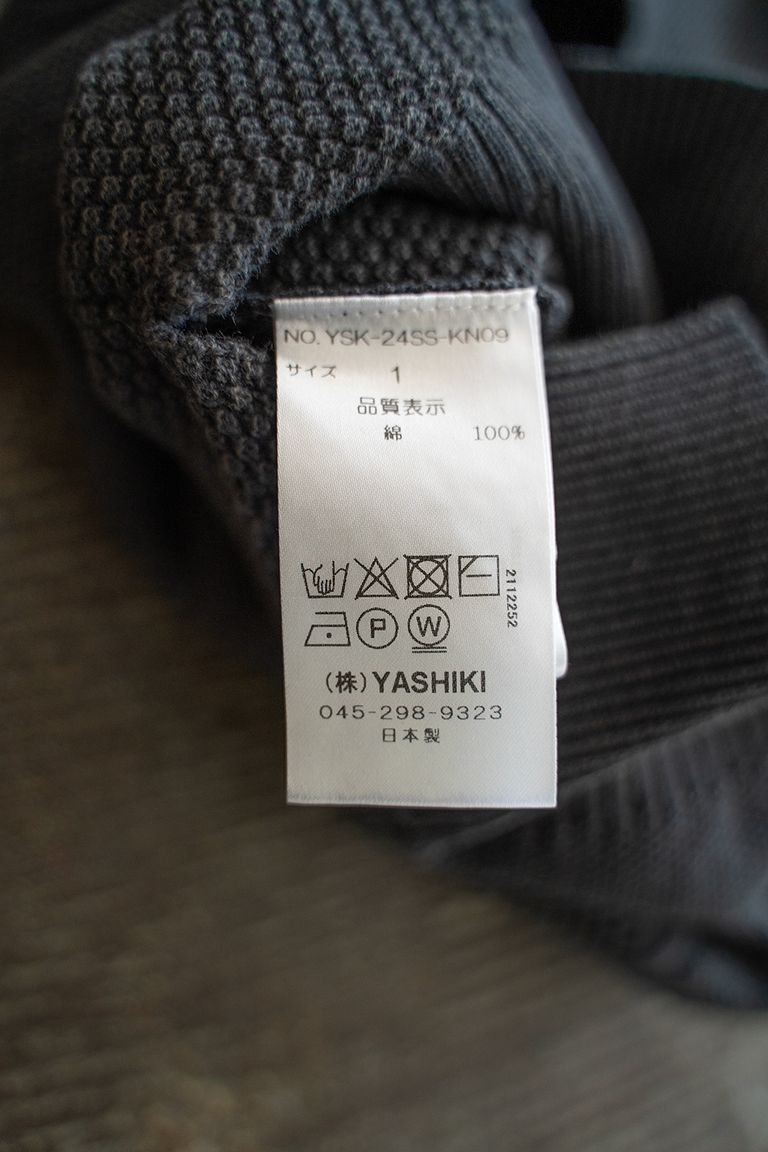 NO. YSK-24SS-KN09
サイズ 1
品質表示
綿 100%
2112252
P W
(株)YASHIKI
045-298-9323
日本製